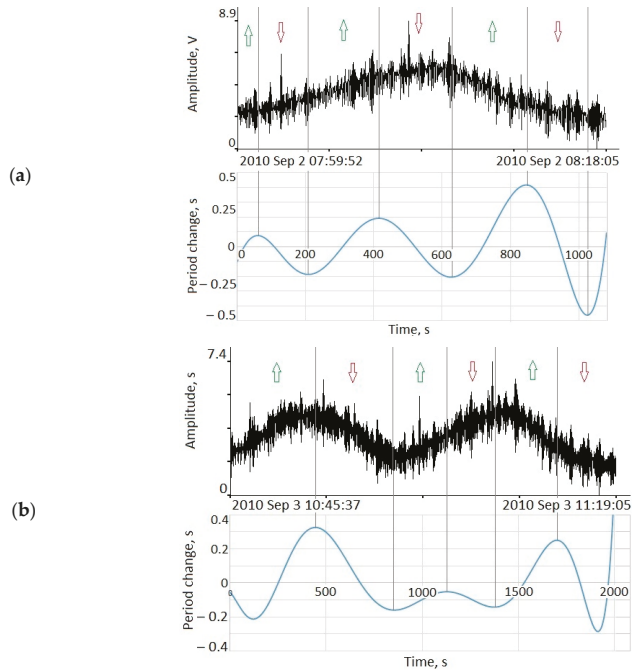 8.9
Amplitude, V
0
2010 Sep 2 07:59:52 2010 Sep 2 08:18:05
(a)
0.5
0.25
0
− 0.25
− 0.5
Period change, s
0 200 400 600 800 1000
Time, s
7.4
Amplitude, s
0
2010 Sep 3 10:45:37 2010 Sep 3 11:19:05
(b)
0.4
0.2
0
− 0.2
− 0.4
Period change, s
0 500 1000 1500 2000
Time, s